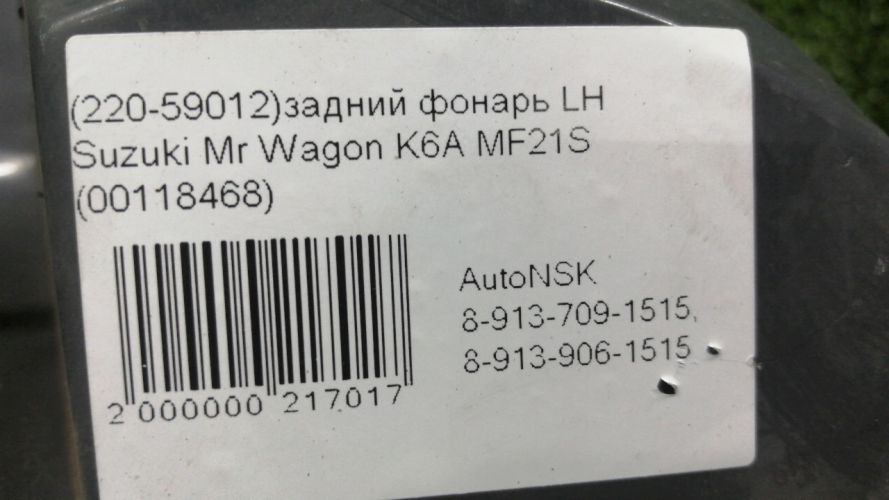 (220-59012)задний фонарь LH
Suzuki Mr Wagon K6A MF21S
(00118468)
AutoNSK
8-913-709-1515,
8-913-906-1515
2 000000 217017